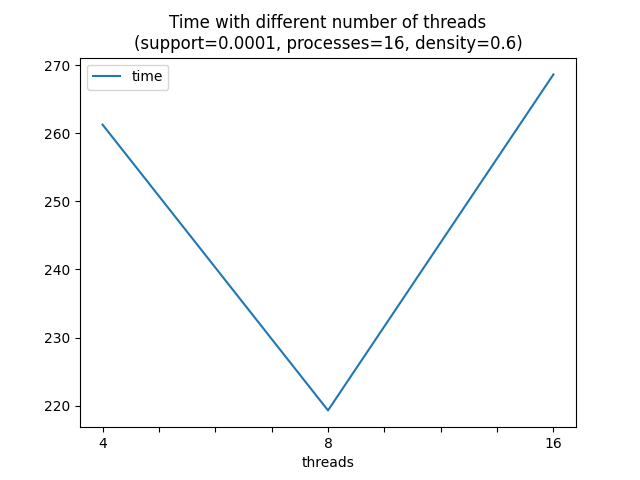 Time with different number of threads
(support=0.0001, processes=16, density=0.6)
time
270
260
250
240
230
220
4
8
16
threads